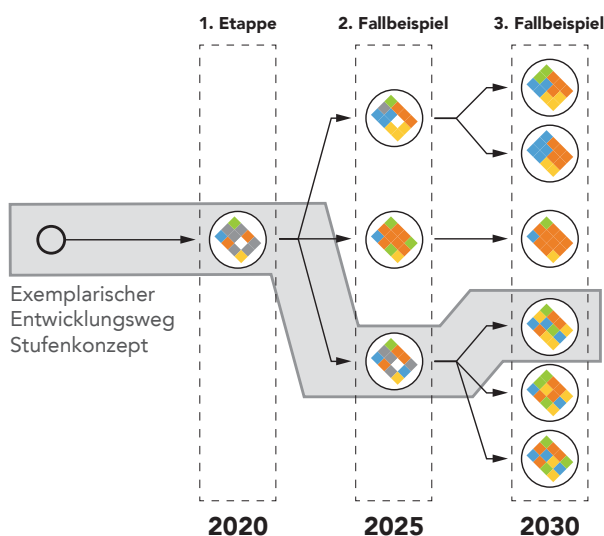 1. Etappe
2. Fallbeispiel
3. Fallbeispiel
Exemplarischer
Entwicklungsweg
Stufenkonzept
2020
2025
2030